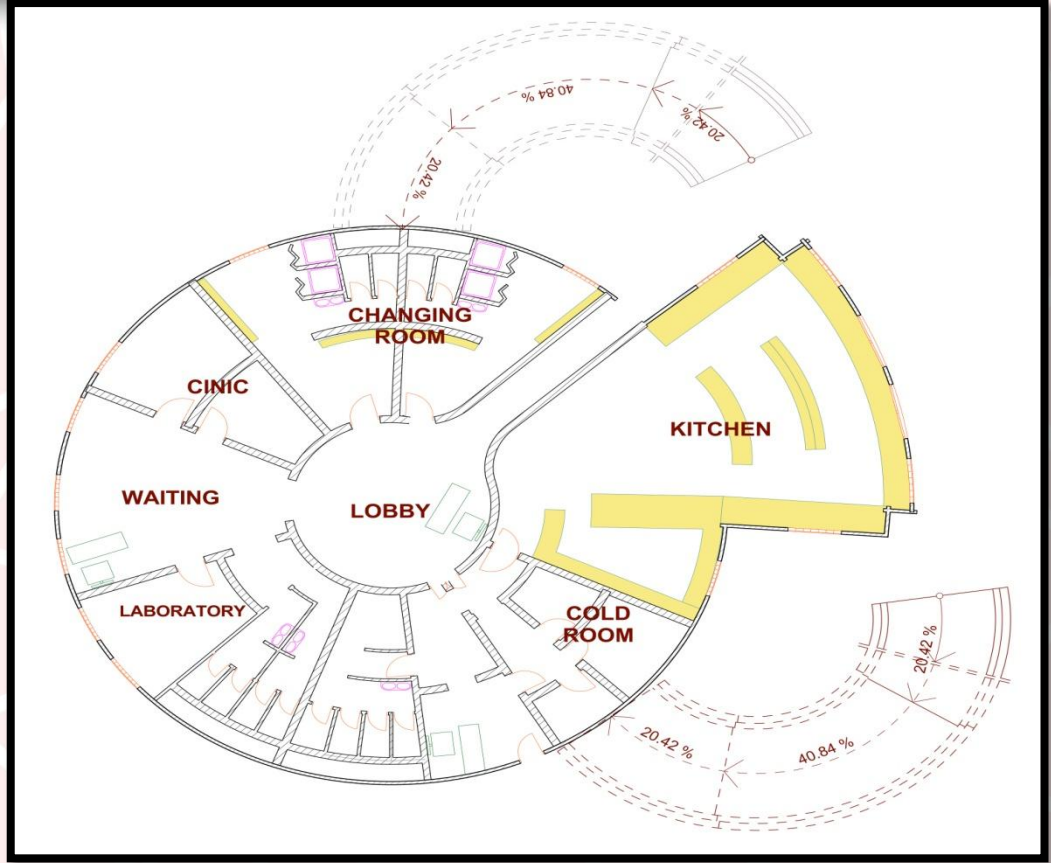 40.84 %
20.42 %
20.42 %
CHANGING
ROOM
CINIC
KITCHEN
WAITING
LOBBY
LABORATORY
COLD
ROOM
20.42 %
20.42 %
40.84 %